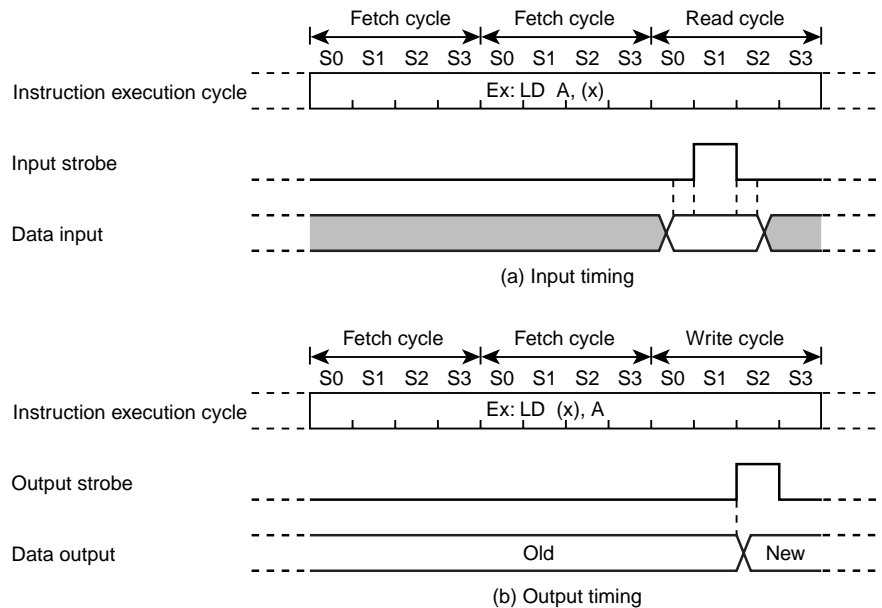 Fetch cycle Fetch cycle Read cycle
S0 S1 S2 S3 S0 S1 S2 S3 S0 S1 S2 S3
Instruction execution cycle Ex: LD A, (x)
Input strobe
Data input
(a) Input timing
Fetch cycle Fetch cycle Write cycle
S0 S1 S2 S3 S0 S1 S2 S3 S0 S1 S2 S3
Instruction execution cycle Ex: LD (x), A
Output strobe
Data output Old New
(b) Output timing